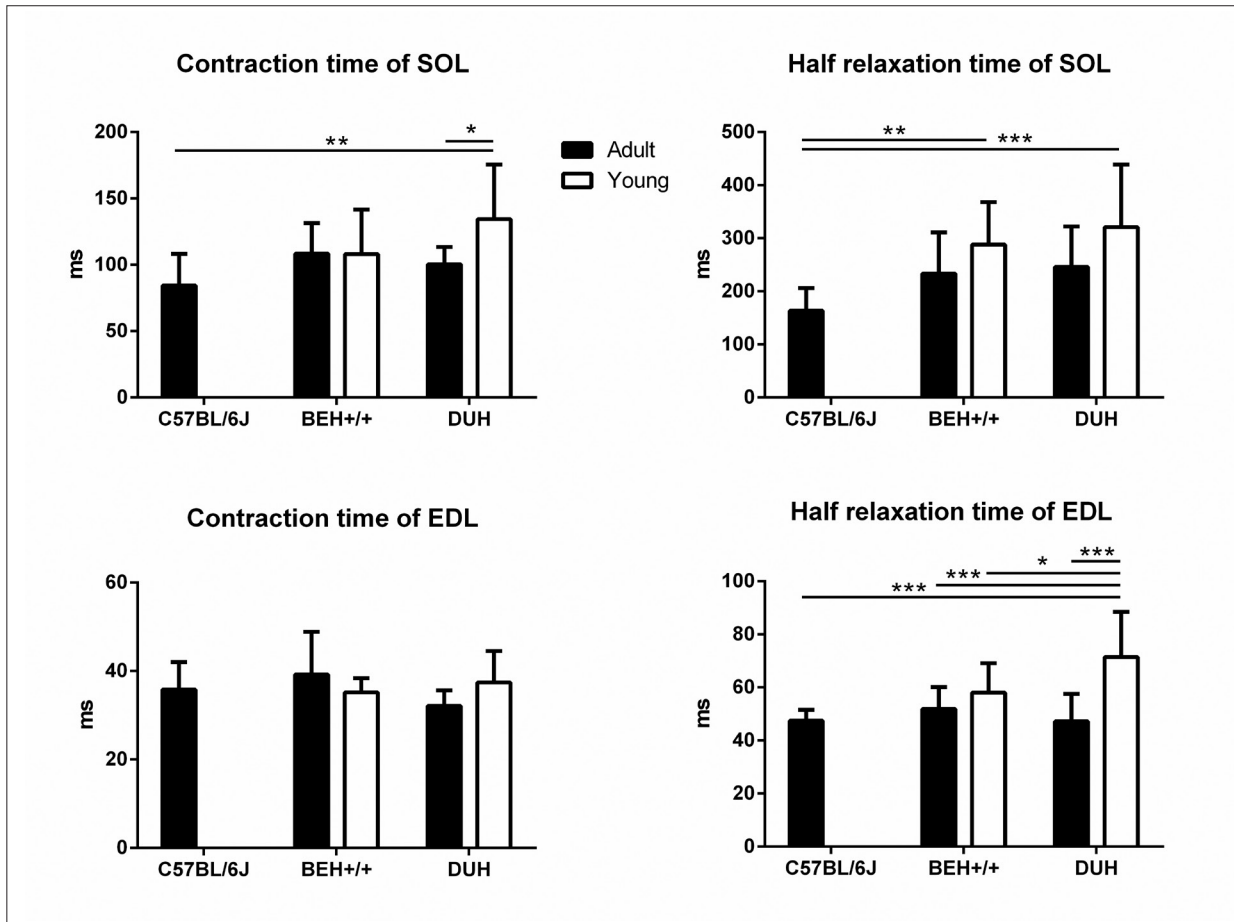 Contraction time of SOL
200
150
100
50
0
ms
** *
C57BL/6J BEH+/+ DUH
Adult
Young
Half relaxation time of SOL
500
400
300
200
100
0
ms
**
***
C57BL/6J BEH+/+ DUH
Contraction time of EDL
60
40
20
0
ms
C57BL/6J BEH+/+ DUH
Half relaxation time of EDL
100
80
60
40
20
0
ms
***
*
***
***
C57BL/6J BEH+/+ DUH